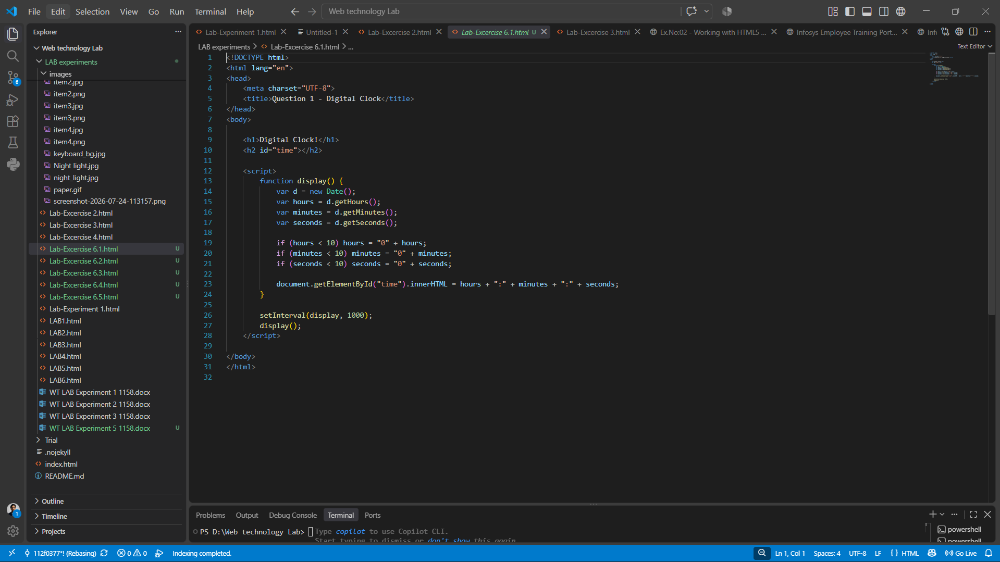 File Edit Selection View Go Run Terminal Help
Web technology Lab
Explorer
Web technology Lab
LAB experiments
images
item2.jpg
item2.png
item3.jpg
item3.png
item4.jpg
item4.png
keyboard_bg.jpg
Night light.jpg
night_light.jpg
paper.gif
screenshot-2026-07-24-113157.png
Lab-Excercise 2.html
Lab-Excercise 3.html
Lab-Excercise 4.html
Lab-Excercise 6.1.html U
Lab-Excercise 6.2.html U
Lab-Excercise 6.3.html U
Lab-Excercise 6.4.html U
Lab-Excercise 6.5.html U
Lab-Experiment 1.html
LAB1.html
LAB2.html
LAB3.html
LAB4.html
LAB5.html
LAB6.html
WT LAB Experiment 1 1158.docx
WT LAB Experiment 2 1158.docx
WT LAB Experiment 3 1158.docx
WT LAB Experiment 5 1158.docx U
Trial
.nojekyll
index.html
README.md
Outline
Timeline
Projects
6
1
Lab-Experiment 1.html Untitled-1 Lab-Excercise 2.html Lab-Excercise 6.1.html U Lab-Excercise 3.html Ex.No:02 - Working with HTML5 ... Infosys Employee Training Port...
LAB experiments > Lab-Excercise 6.1.html > ...
Text Editor
1 <!DOCTYPE html>
2 <html lang="en">
3 <head>
4 <meta charset="UTF-8">
5 <title>Question 1 - Digital Clock</title>
6 </head>
7 <body>
8
9 <h1>Digital Clock!</h1>
10 <h2 id="time"></h2>
11
12 <script>
13 function display() {
14 var d = new Date();
15 var hours = d.getHours();
16 var minutes = d.getMinutes();
17 var seconds = d.getSeconds();
18
19 if (hours < 10) hours = "0" + hours;
20 if (minutes < 10) minutes = "0" + minutes;
21 if (seconds < 10) seconds = "0" + seconds;
22
23 document.getElementById("time").innerHTML = hours + ":" + minutes + ":" + seconds;
24 }
25
26 setInterval(display, 1000);
27 display();
28 </script>
29
30 </body>
31 </html>
32
Problems Output Debug Console Terminal Ports
PS D:\Web technology Lab> Type copilot to use Copilot CLI.
Start typing to dismiss or don't show this again
powershell
powershell
112f0377*! (Rebasing) 0 0 Indexing completed.
Ln 1, Col 1 Spaces: 4 UTF-8 LF { } HTML Go Live